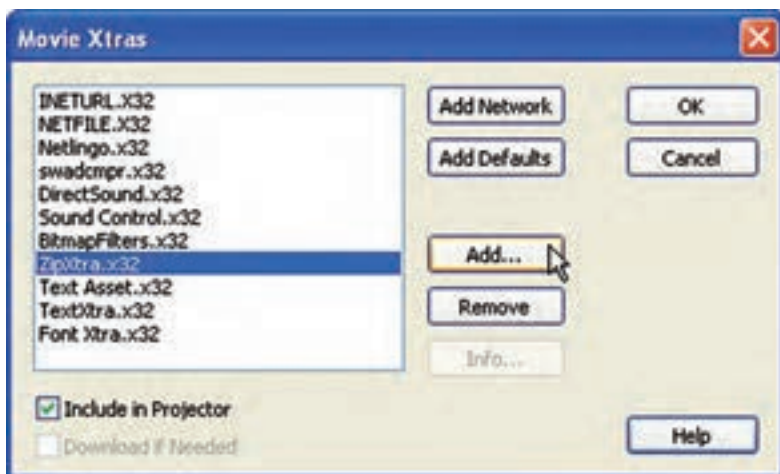 Movie Xtras
INETURL.X32
NETFILE.X32
Netlingo.x32
swadcmpr.x32
DirectSound.x32
Sound Control.x32
BitmapFilters.x32
ZipXtra.x32
Text Asset.x32
TextXtra.x32
Font Xtra.x32
Add Network
Add Defaults
Add...
Remove
Info...
OK
Cancel
Include in Projector
Download if Needed
Help